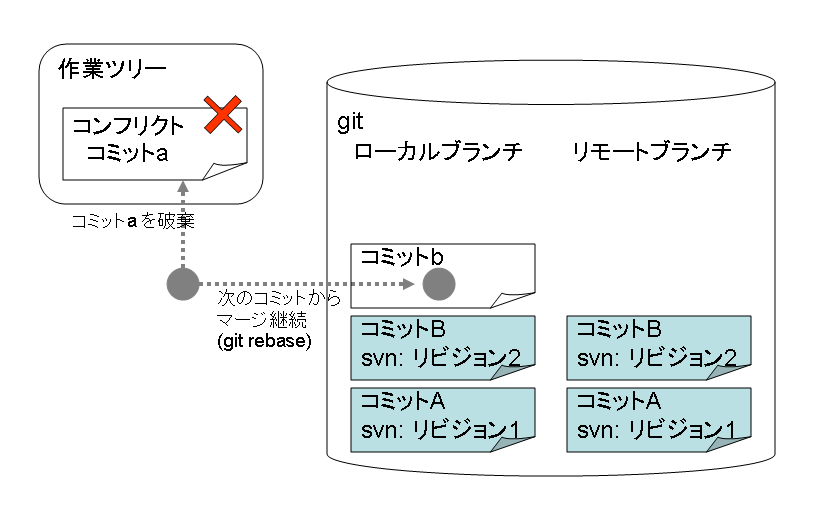 作業ツリー
コンフリクト
コミットa
コミットaを破棄
次のコミットから
マージ継続
(git rebase)
git
ローカルブランチ
リモートブランチ
コミットb
コミットB
svn: リビジョン2
コミットA
svn: リビジョン1
コミットB
svn: リビジョン2
コミットA
svn: リビジョン1